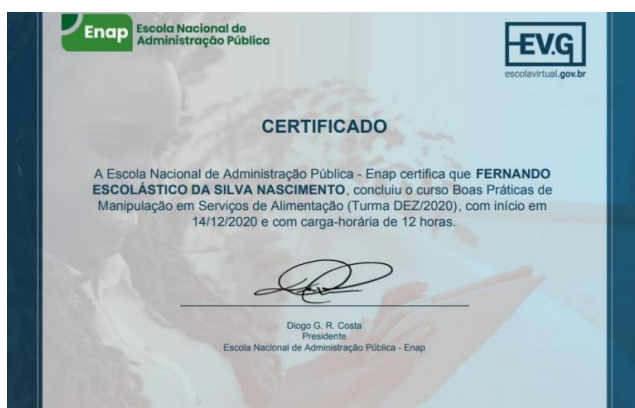 Enap
Escola Nacional de
Administração Pública
EV.G
escolavirtual.gov.br
CERTIFICADO
A Escola Nacional de Administração Pública - Enap certifica que FERNANDO
ESCOLÁSTICO DA SILVA NASCIMENTO, concluiu o curso Boas Práticas de
Manipulação em Serviços de Alimentação (Turma DEZ/2020), com início em
14/12/2020 e com carga-horária de 12 horas.
Diogo G. R. Costa
Presidente
Escola Nacional de Administração Pública - Enap